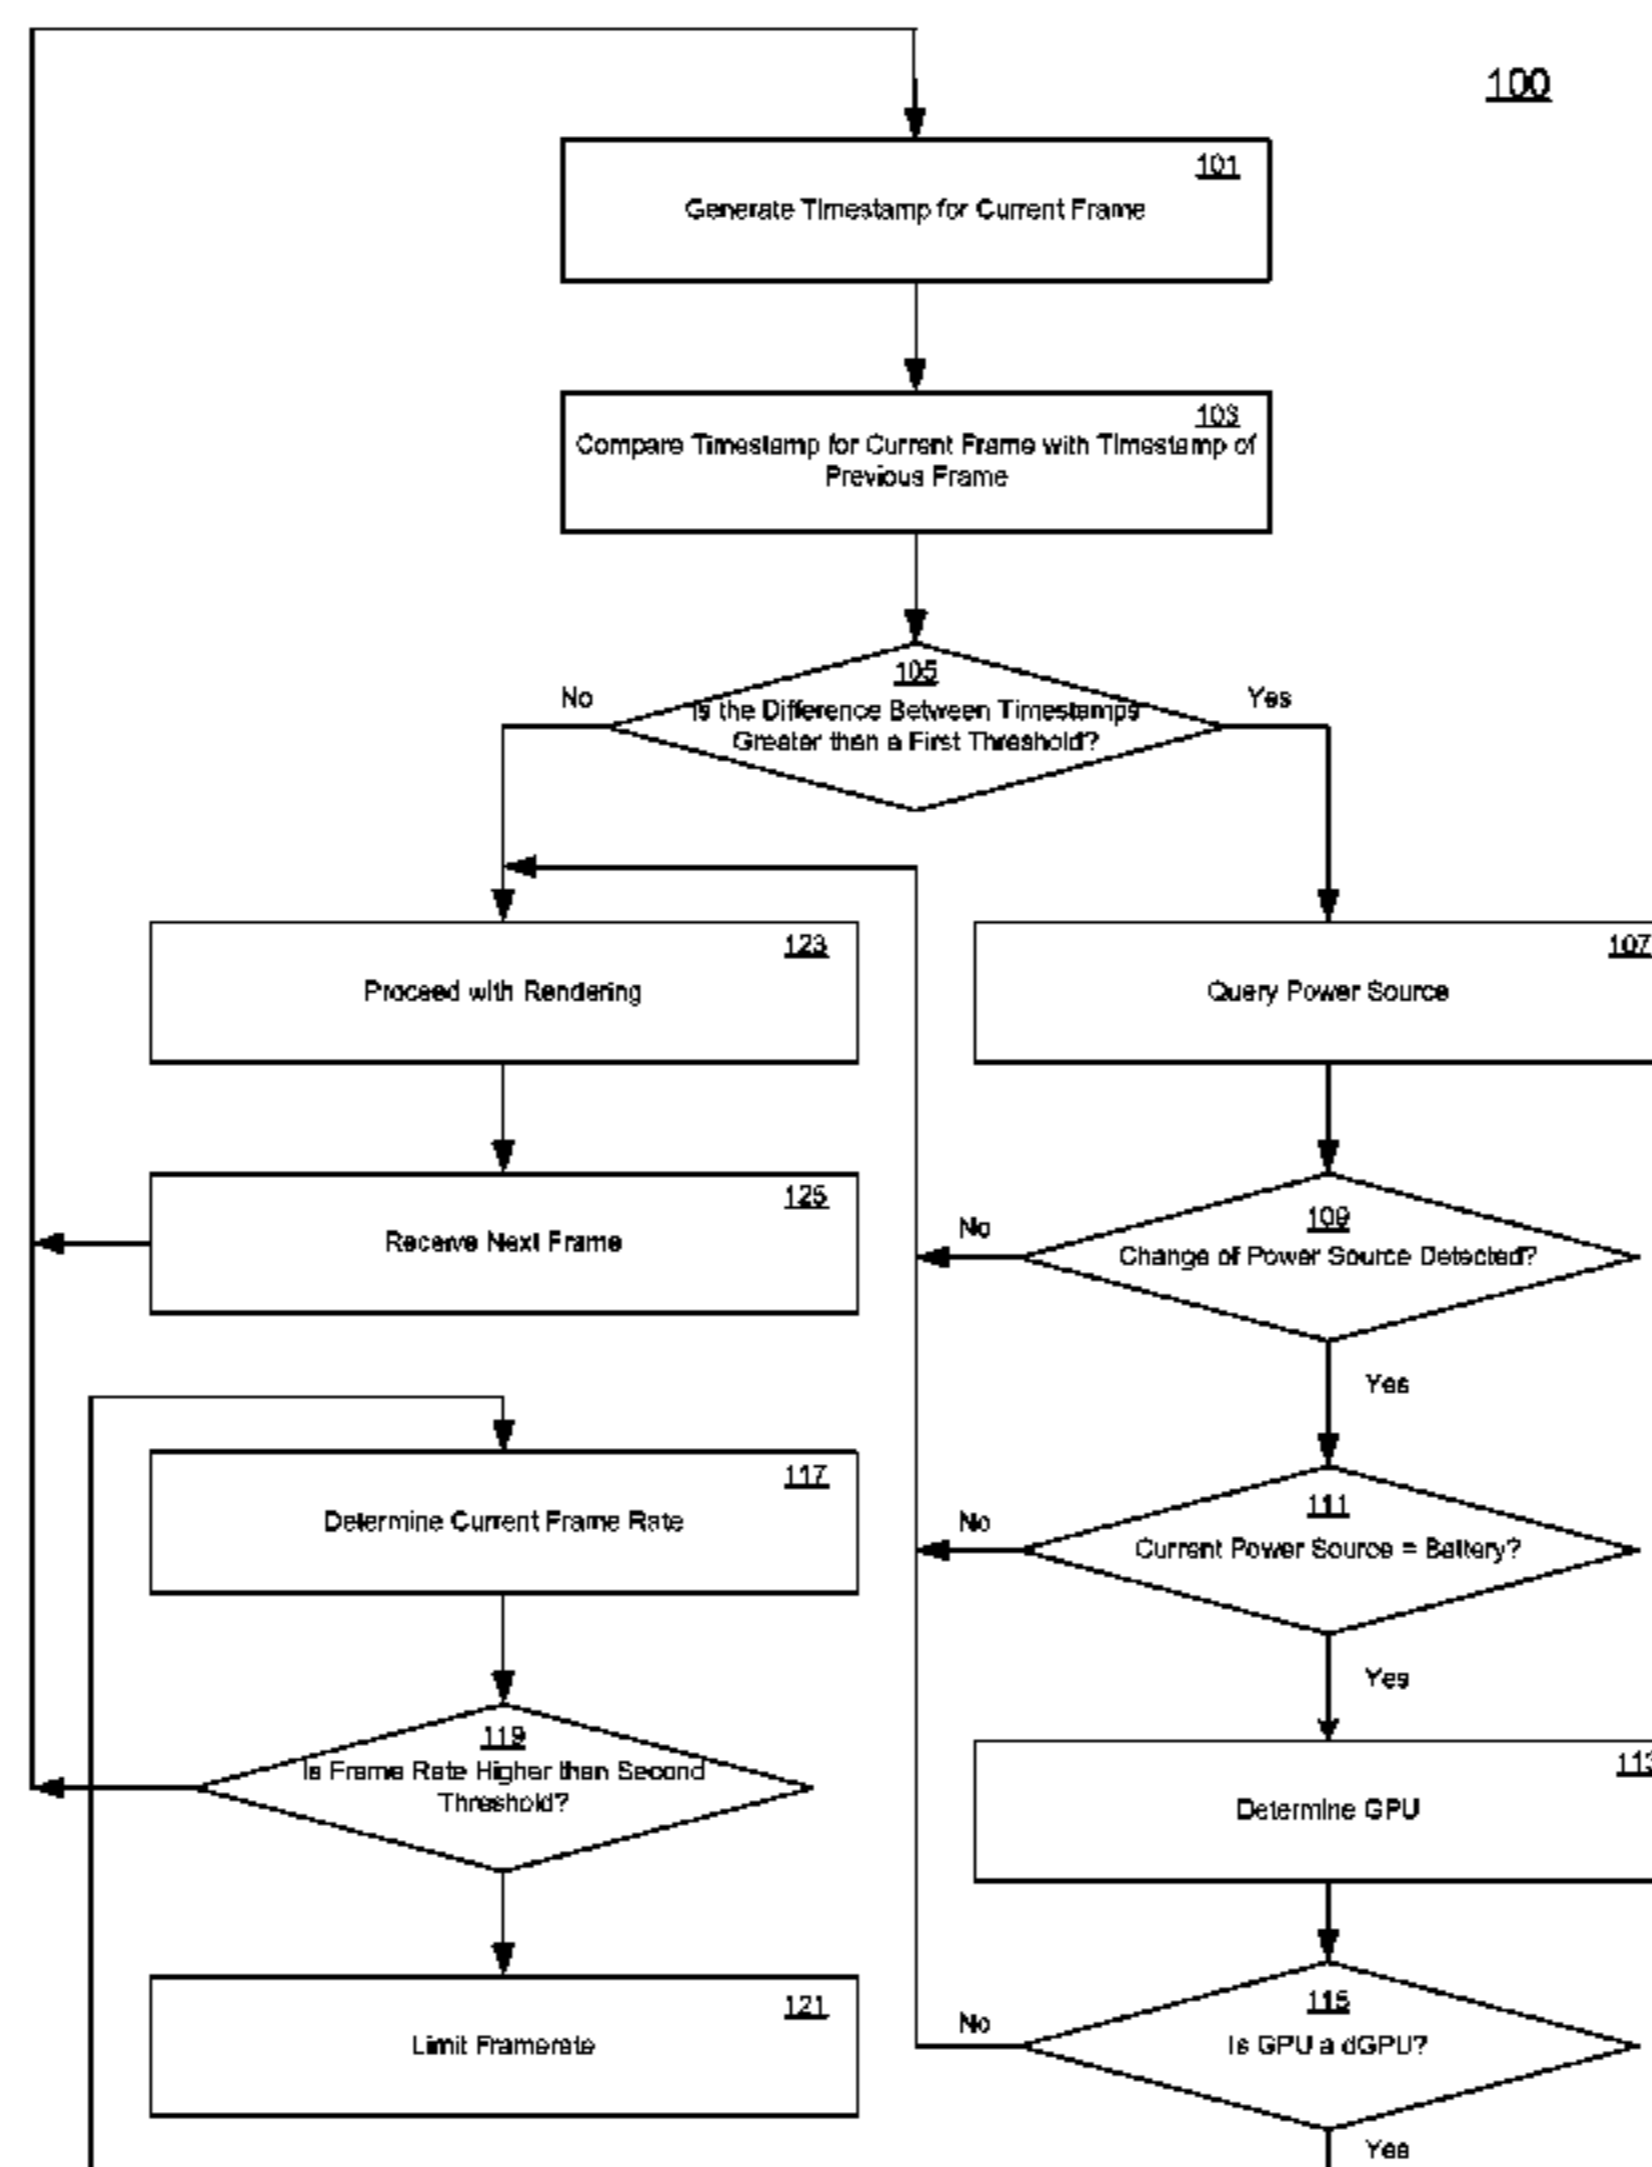 100
101
Generate Timestamp for Current Frame
103
Compare Timestamp for Current Frame with Timestamp of
Previous Frame
105
Is the Difference Between Timestamps
Greater than a First Threshold?
No
Yes
123
Proceed with Rendering
107
Query Power Source
125
Receive Next Frame
109
Change of Power Source Detected?
No
Yes
117
Determine Current Frame Rate
111
Current Power Source = Battery?
No
Yes
119
Is Frame Rate Higher than Second
Threshold?
113
Determine GPU
121
Limit Framerate
115
Is GPU a dGPU?
No
Yes